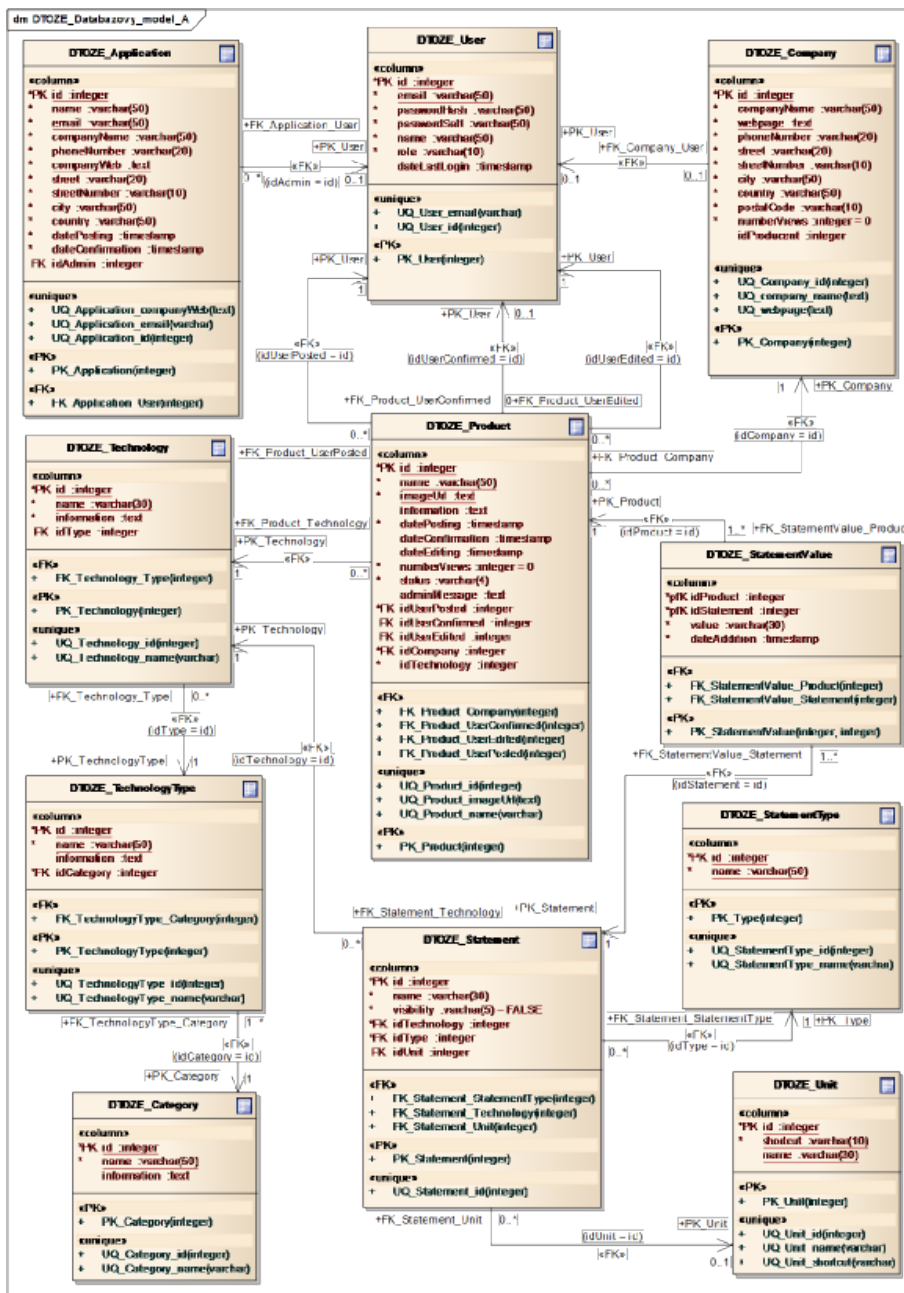 dm DTOZE_Databazovy_model_A
DTOZE_Application
«column»
*PK id :integer
* name :varchar(50)
* email :varchar(50)
* companyName :varchar(50)
* phoneNumber :varchar(20)
* companyWeb :text
* street :varchar(20)
* streetNumber :varchar(10)
* city :varchar(50)
* country :varchar(50)
* datePosting :timestamp
* dateConfirmation :timestamp
FK idAdmin :integer
«unique»
+ UQ_Application_companyWeb(text)
+ UQ_Application_email(varchar)
+ UQ_Application_id(integer)
«PK»
+ PK_Application(integer)
«FK»
+ FK_Application_User(integer)
+FK_Application_User
+PK_User
«FK»
0..*
(idAdmin = id)
0..1
DTOZE_User
«column»
*PK id :integer
* email :varchar(50)
* passwordHash :varchar(50)
* passwordSalt :varchar(50)
* name :varchar(50)
* role :varchar(10)
* dateLastLogin :timestamp
«unique»
+ UQ_User_email(varchar)
+ UQ_User_id(integer)
«PK»
+ PK_User(integer)
+PK_User
+FK_Company_User
«FK»
0..1
(idProducent = id)
0..*
DTOZE_Company
«column»
*PK id :integer
* companyName :varchar(50)
* webpage :text
* phoneNumber :varchar(20)
* street :varchar(20)
* streetNumber :varchar(10)
* city :varchar(50)
* country :varchar(50)
* postalCode :varchar(10)
* numberViews :integer = 0
idProducent :integer
«unique»
+ UQ_Company_id(integer)
+ UQ_company_name(text)
+ UQ_webpage(text)
«PK»
+ PK_Company(integer)
+PK_User
1
+PK_User
0..1
+PK_User
1
«FK»
(idUserPosted = id)
«FK»
(idUserConfirmed = id)
«FK»
(idUserEdited = id)
1
+PK_Company
«FK»
(idCompany = id)
+FK_Product_UserConfirmed
0
+FK_Product_UserEdited
0..*
+FK_Product_UserPosted
0..*
+FK_Product_Company
0..*
DTOZE_Product
«column»
*PK id :integer
* name :varchar(50)
* imageUrl :text
information :text
* datePosting :timestamp
dateConfirmation :timestamp
dateEditing :timestamp
* numberViews :integer = 0
* status :varchar(4)
adminMessage :text
*FK idUserPosted :integer
FK idUserConfirmed :integer
FK idUserEdited :integer
*FK idCompany :integer
* idTechnology :integer
«FK»
+ FK_Product_Company(integer)
+ FK_Product_UserConfirmed(integer)
+ FK_Product_UserEdited(integer)
+ FK_Product_UserPosted(integer)
«unique»
+ UQ_Product_id(integer)
+ UQ_Product_imageUrl(text)
+ UQ_Product_name(varchar)
«PK»
+ PK_Product(integer)
DTOZE_Technology
«column»
*PK id :integer
* name :varchar(30)
* information :text
FK idType :integer
«FK»
+ FK_Technology_Type(integer)
«PK»
+ PK_Technology(integer)
«unique»
+ UQ_Technology_id(integer)
+ UQ_Technology_name(varchar)
+FK_Product_Technology
+PK_Technology
«FK»
1
0..*
+PK_Technology
1
+PK_Product
«FK»
1
(idProduct = id)
1..*
+FK_StatementValue_Product
DTOZE_StatementValue
«column»
*pfK idProduct :integer
*pfK idStatement :integer
* value :varchar(30)
* dateAddition :timestamp
«FK»
+ FK_StatementValue_Product(integer)
+ FK_StatementValue_Statement(integer)
«PK»
+ PK_StatementValue(integer, integer)
+FK_Technology_Type
0..*
«FK»
(idType = id)
+PK_TechnologyType
1
«FK»
(idTechnology = id)
+FK_StatementValue_Statement
1..*
«FK»
(idStatement = id)
DTOZE_TechnologyType
«column»
*PK id :integer
* name :varchar(50)
information :text
*FK idCategory :integer
«FK»
+ FK_TechnologyType_Category(integer)
«PK»
+ PK_TechnologyType(integer)
«unique»
+ UQ_TechnologyType_id(integer)
+ UQ_TechnologyType_name(varchar)
DTOZE_StatementType
«column»
*PK id :integer
* name :varchar(50)
«PK»
+ PK_Type(integer)
«unique»
+ UQ_StatementType_id(integer)
+ UQ_StatementType_name(varchar)
+FK_Statement_Technology
0..*
+PK_Statement
1
DTOZE_Statement
«column»
*PK id :integer
* name :varchar(30)
* visibility :varchar(5) = FALSE
*FK idTechnology :integer
*FK idType :integer
FK idUnit :integer
«FK»
+ FK_Statement_StatementType(integer)
+ FK_Statement_Technology(integer)
+ FK_Statement_Unit(integer)
«PK»
+ PK_Statement(integer)
«unique»
+ UQ_Statement_id(integer)
+FK_TechnologyType_Category
1..*
«FK»
(idCategory = id)
+PK_Category
1
+FK_Statement_StatementType
1
+PK_Type
«FK»
0..*
(idType = id)
DTOZE_Category
«column»
*PK id :integer
* name :varchar(50)
information :text
«PK»
+ PK_Category(integer)
«unique»
+ UQ_Category_id(integer)
+ UQ_Category_name(varchar)
DTOZE_Unit
«column»
*PK id :integer
* shortcut :varchar(10)
name :varchar(30)
«PK»
+ PK_Unit(integer)
«unique»
+ UQ_Unit_id(integer)
+ UQ_Unit_name(varchar)
+ UQ_Unit_shortcut(varchar)
+FK_Statement_Unit
0..*
(idUnit = id)
«FK»
+PK_Unit
0..1